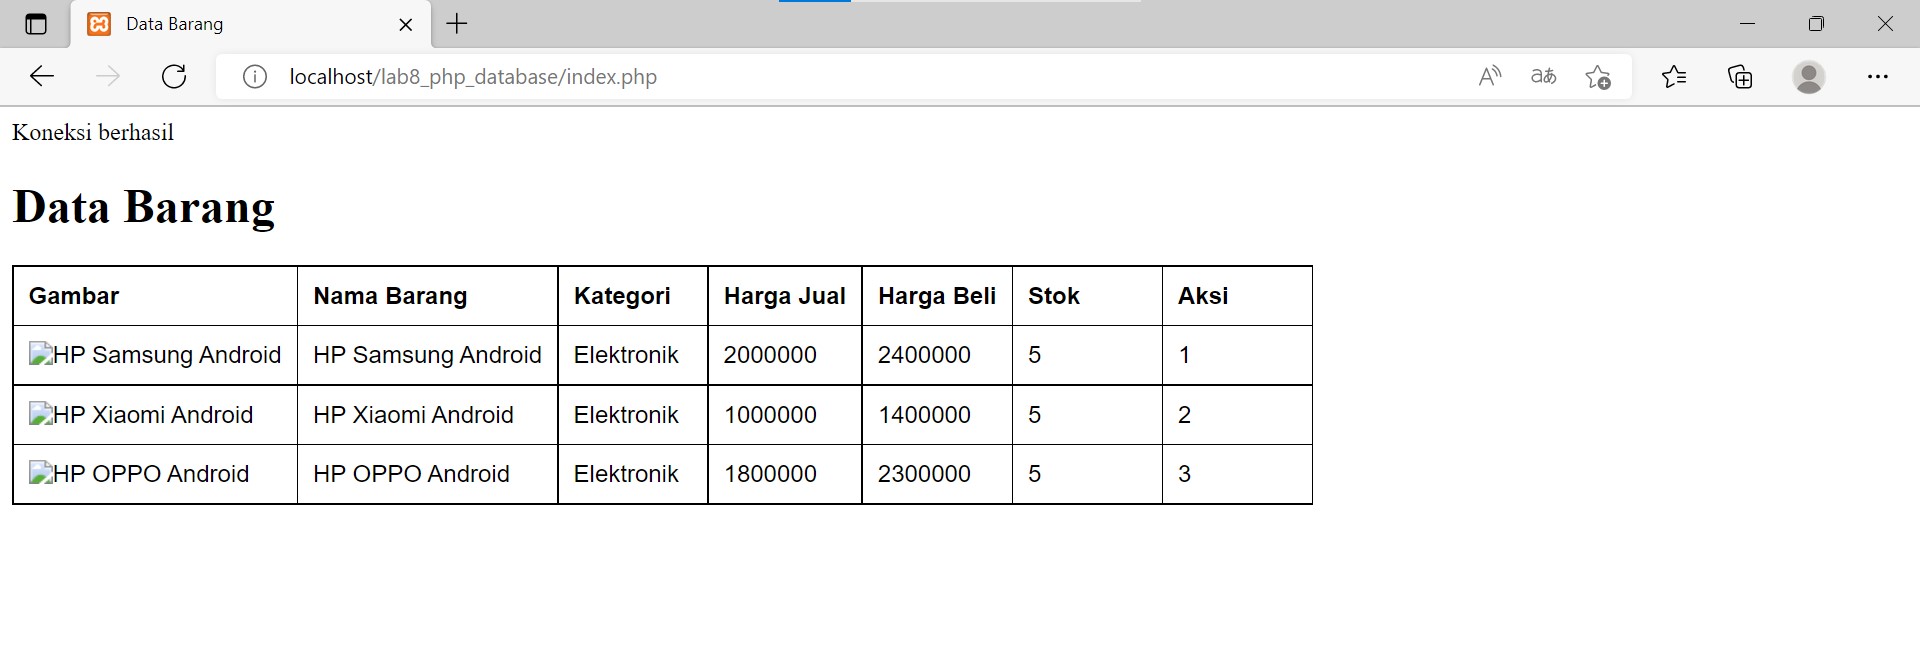 Data Barang
localhost/lab8_php_database/index.php
Koneksi berhasil
Data Barang
Gambar Nama Barang Kategori Harga Jual Harga Beli Stok Aksi
HP Samsung Android HP Samsung Android Elektronik 2000000 2400000 5 1
HP Xiaomi Android HP Xiaomi Android Elektronik 1000000 1400000 5 2
HP OPPO Android HP OPPO Android Elektronik 1800000 2300000 5 3